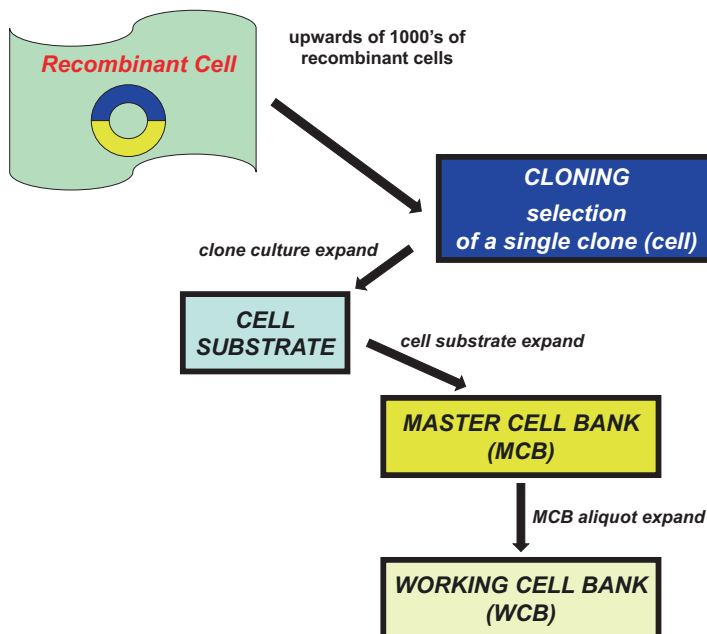 Recombinant Cell
upwards of 1000’s of
recombinant cells
CLONING
selection
of a single clone (cell)
clone culture expand
CELL
SUBSTRATE
cell substrate expand
MASTER CELL BANK
(MCB)
MCB aliquot expand
WORKING CELL BANK
(WCB)